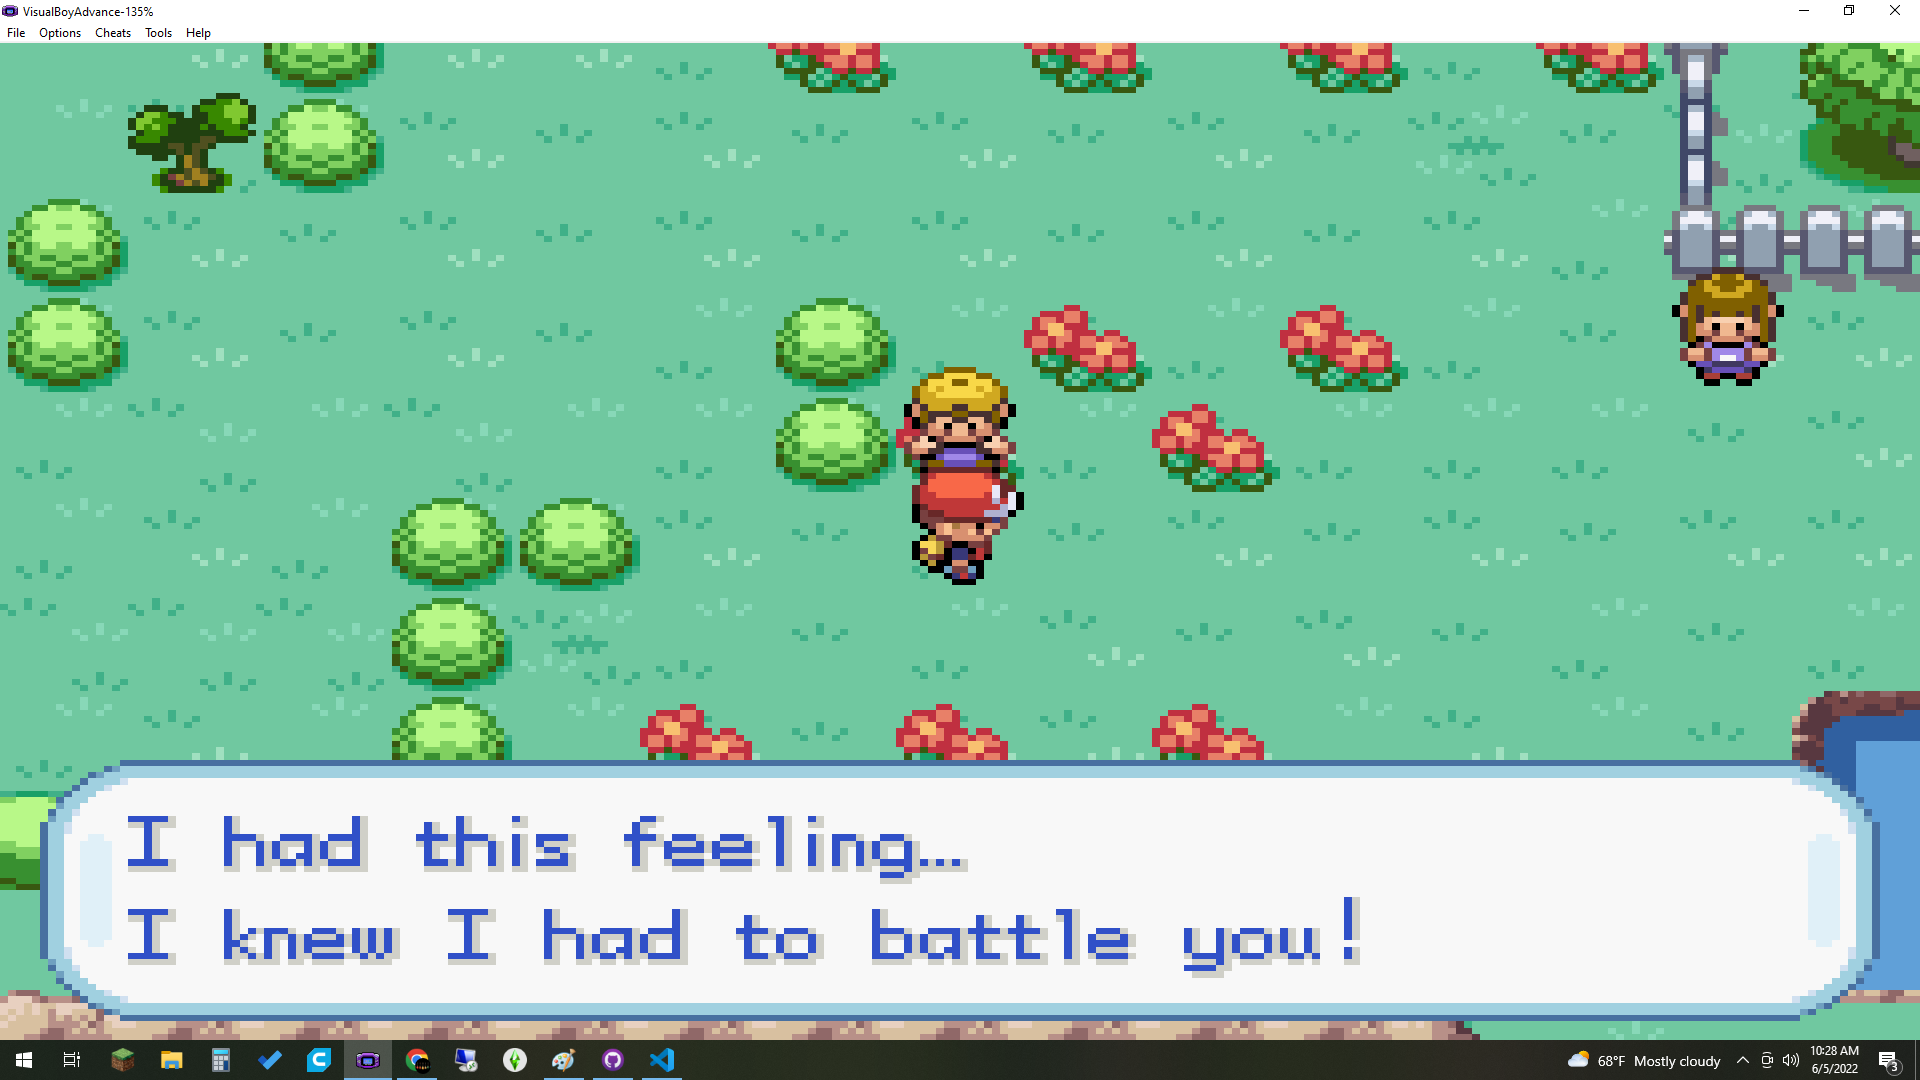 VisualBoyAdvance-135%
File Options Cheats Tools Help
I had this feeling…
I knew I had to battle you!
68°F Mostly cloudy
10:28 AM
6/5/2022
3